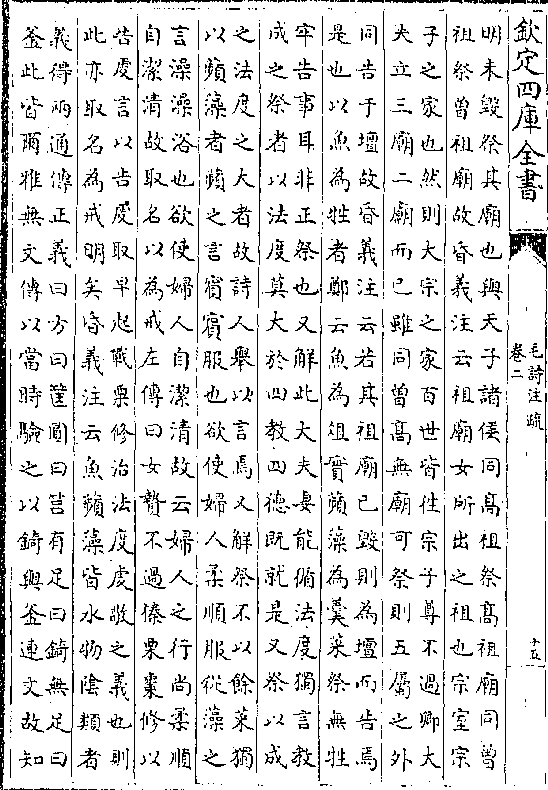 欽定四庫全書
毛詩注疏
卷二
十五
明未毀祭其廟也與天子諸侯同高祖祭高祖廟同曾
祖祭曾祖廟故昏義注云祖廟女所出之祖也宗室宗
子之家也然則大宗之家百世皆往宗子尊不過卿大
夫立三廟二廟而已雖同曾高無廟可祭則五屬之外
同告于壇故昏義注云若其祖廟已毀則為壇而告焉
是也以魚為牲者鄭云魚為俎實蘋藻為羹菜祭無牲
牢告事耳非正祭也又解此大夫妻能循法度獨言教
成之祭者以法度莫大於四教四德既就是又祭以成
之法度之大者故詩人舉以言焉又解祭不以餘菜獨
以蘋藻者蘋之言賓賓服也欲使婦人柔順服從藻之
言澡澡浴也欲使婦人自潔清故云婦人之行尚柔順
自潔清故取名以為戒左傳曰女贄不過榛栗棗修以
告虔言以告虔取早起戰栗修治法度虔敬之義也則
此亦取名為戒明矣昏義注云魚蘋藻皆水物陰類者
義得兩通傳正義曰方曰筐圓曰筥有足曰錡無足曰
釜此皆爾雅無文傳以當時驗之以錡與釜連文故知